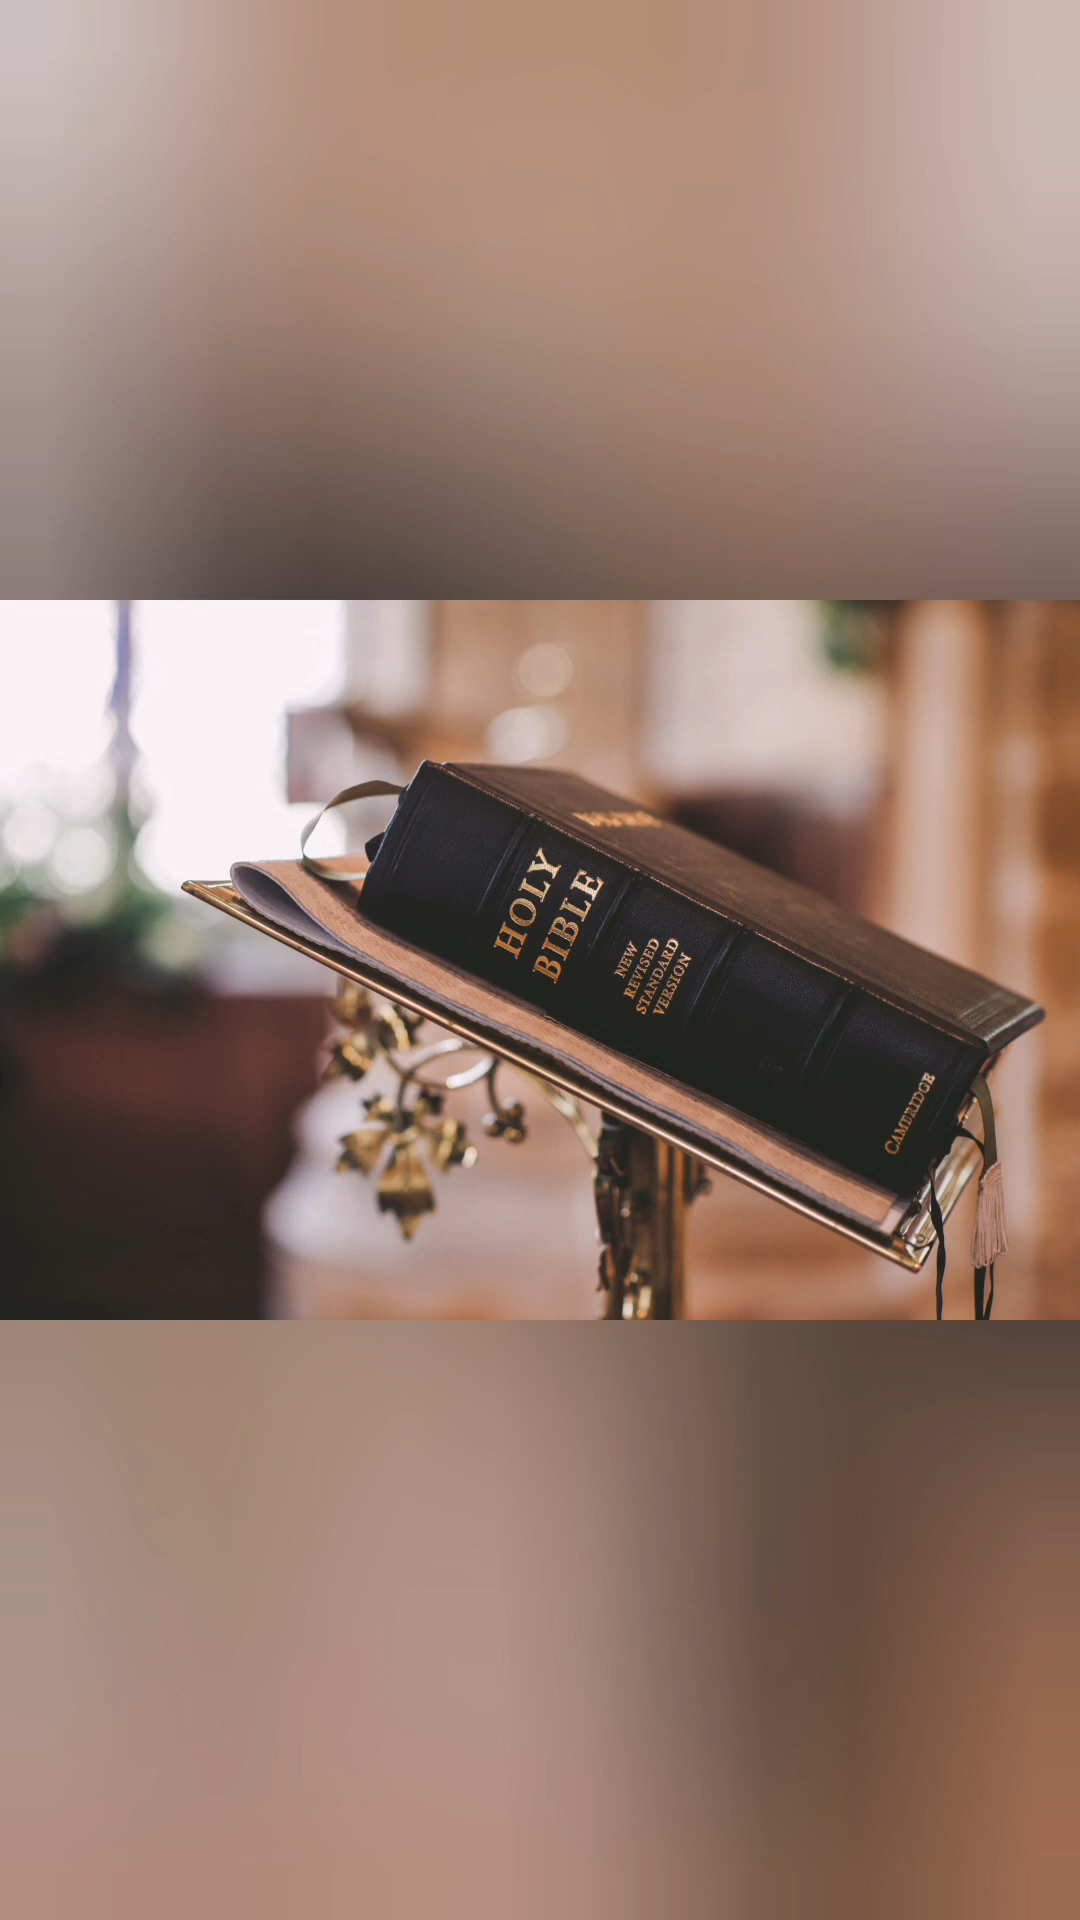 HOLY
BIBLE
NEW
REVISED
STANDARD
VERSION
CAMBRIDGE